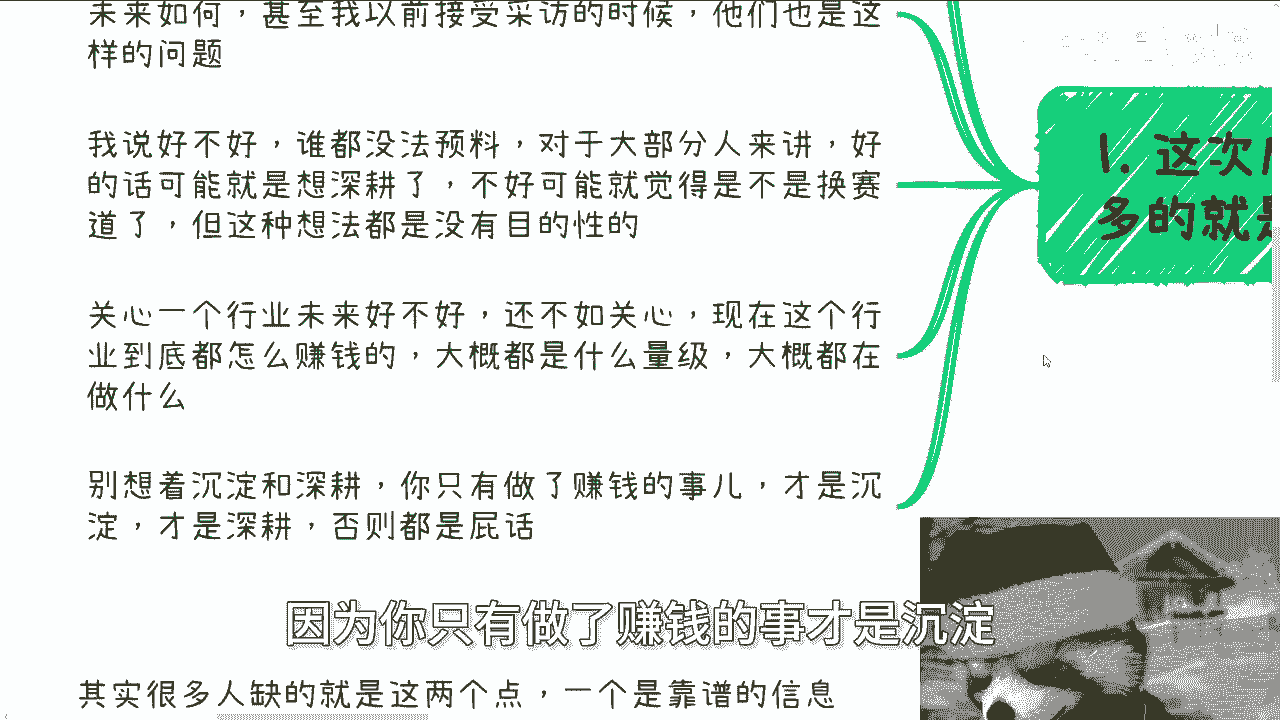 未来如何，甚至我以前接受采访的时候，他们也是这
样的问题
我说好不好，谁都没法预料，对于大部分人来讲，好
的话可能就是想深耕了，不好可能就觉得是不是换赛
道了，但这种想法都是没有目的性的
关心一个行业未来好不好，还不如关心，现在这个行
业到底都怎么赚钱的，大概都是什么量级，大概都在
做什么
别想着沉淀和深耕，你只有做了赚钱的事儿，才是沉
淀，才是深耕，否则都是屁话
1. 这次
多的就是
因为你只有做了赚钱的事才是沉淀
其实很多人缺的就是这两个点，一个是靠谱的信息